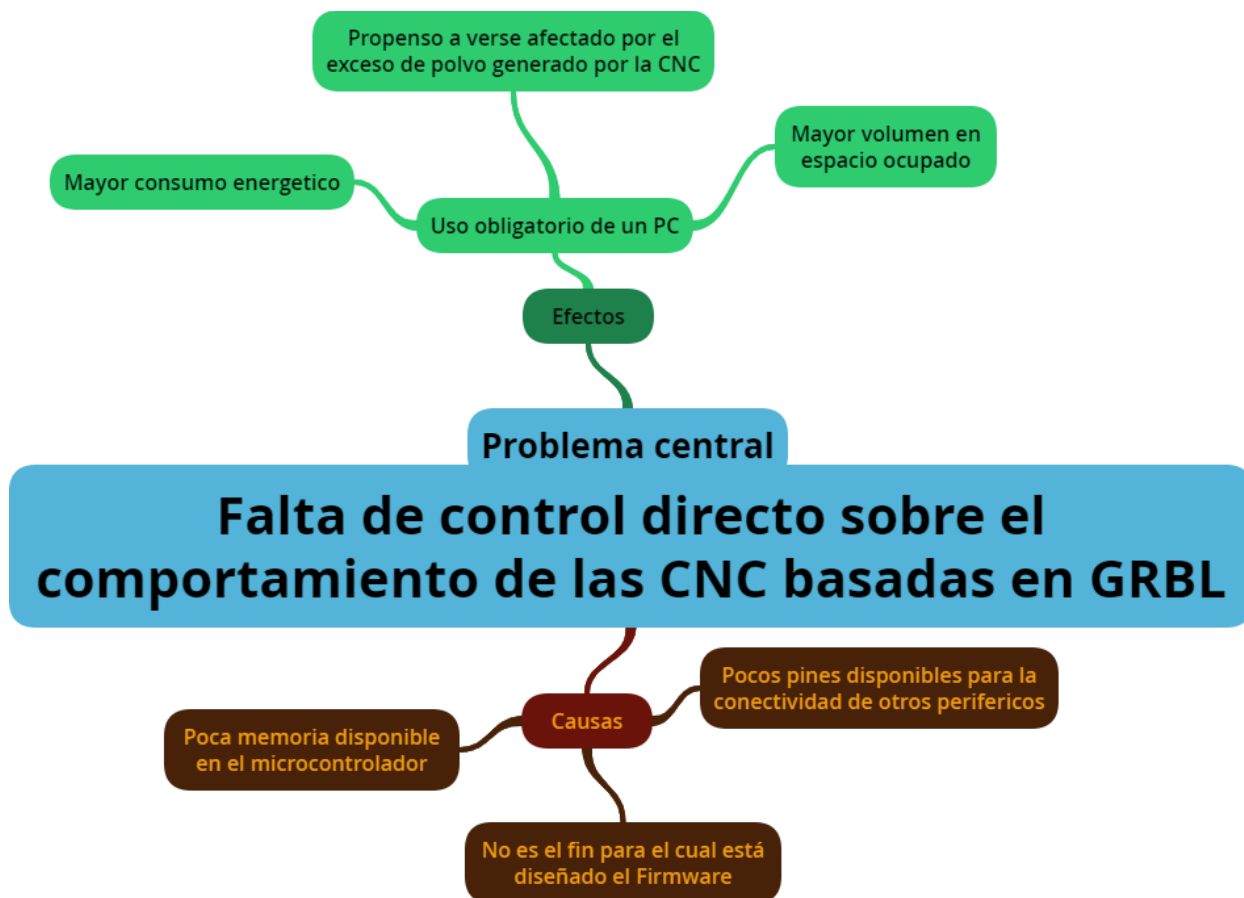 Propenso a verse afectado por el
exceso de polvo generado por la CNC
Mayor volumen en
espacio ocupado
Mayor consumo energetico
Uso obligatorio de un PC
Efectos
Problema central
Falta de control directo sobre el
comportamiento de las CNC basadas en GRBL
Pocos pines disponibles para la
conectividad de otros perifericos
Causas
Poca memoria disponible
en el microcontrolador
No es el fin para el cual está
diseñado el Firmware